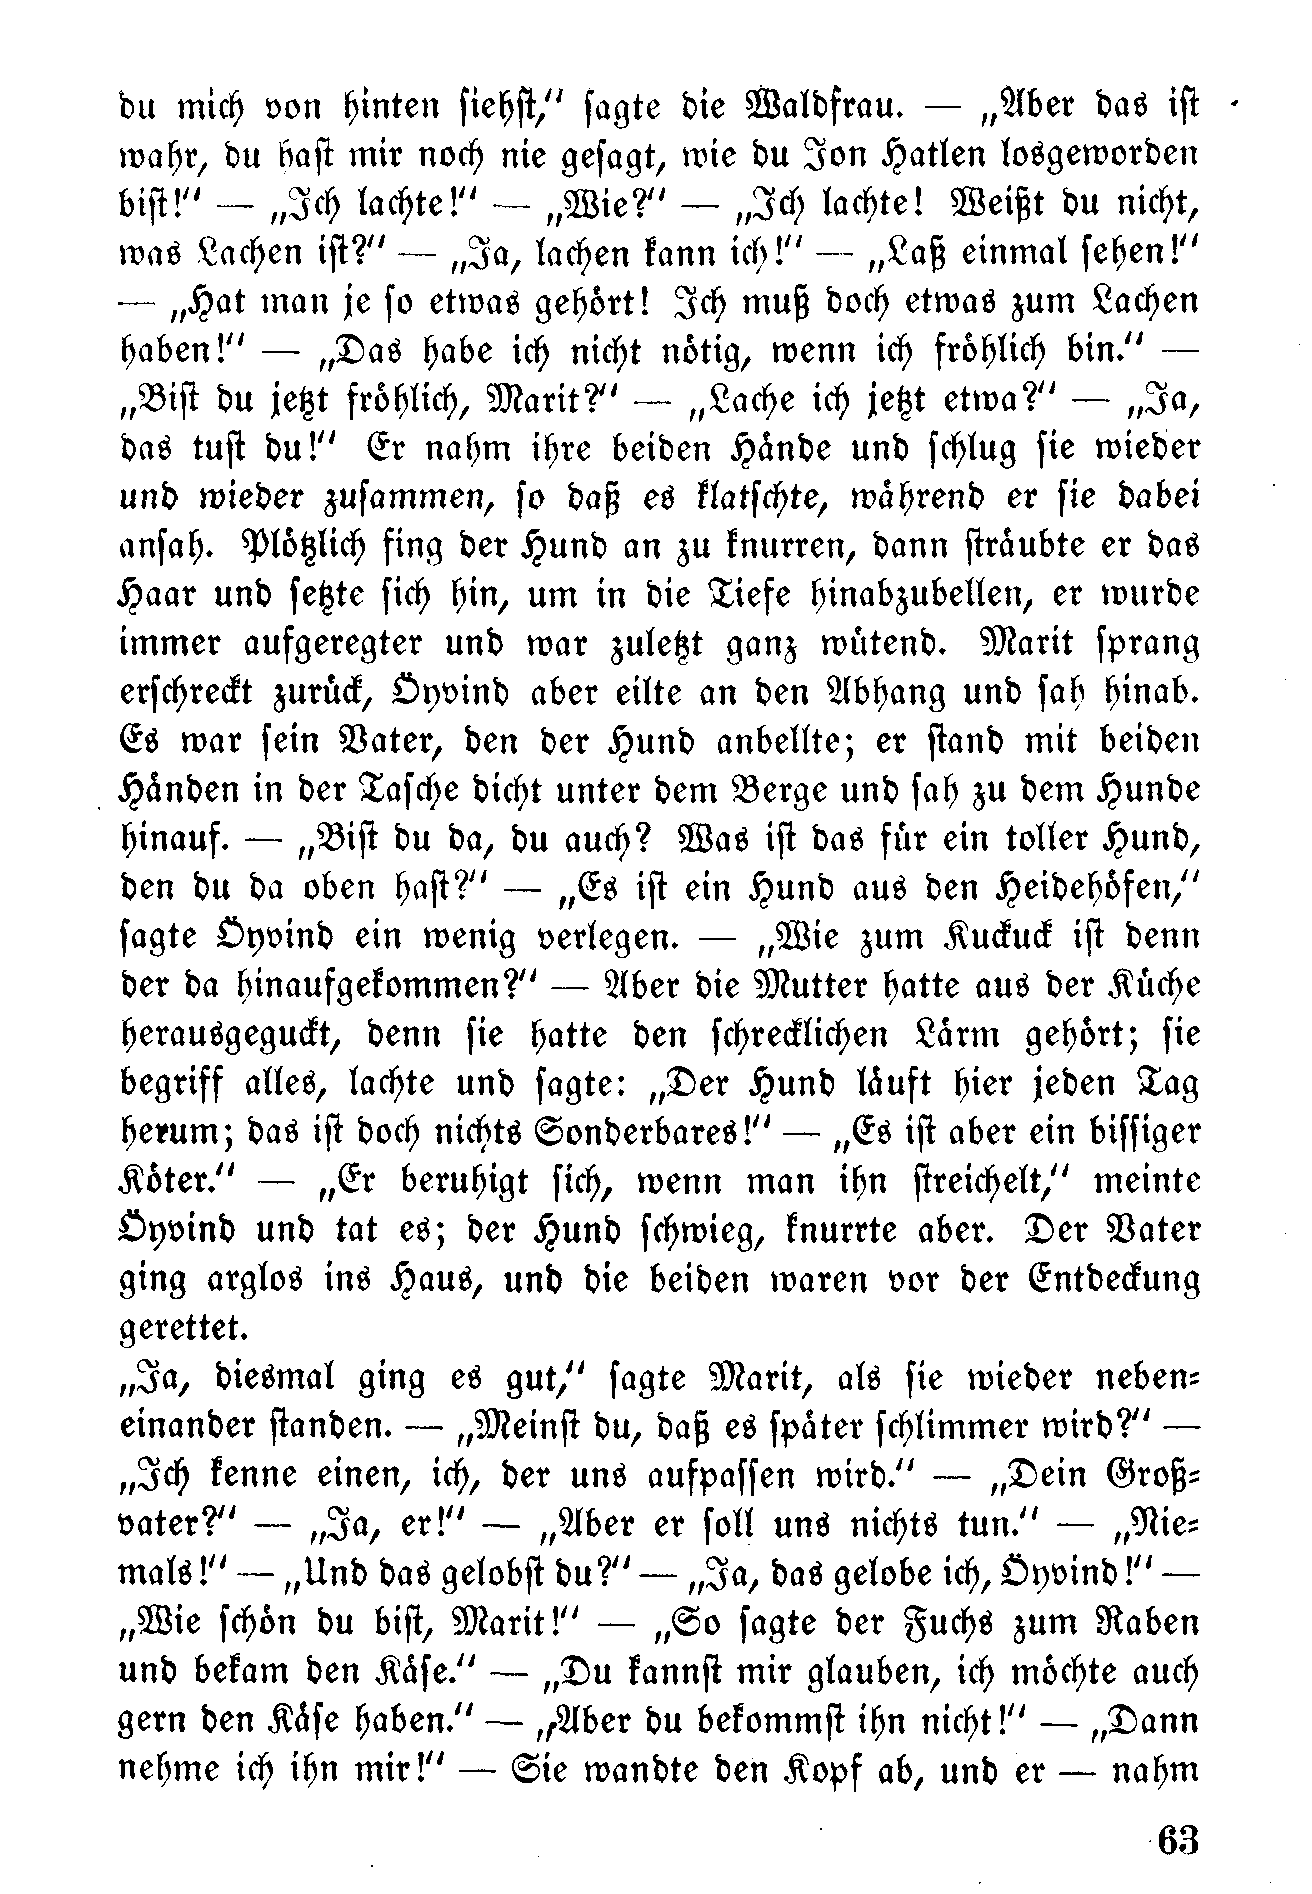 du mich von hinten siehst,“ sagte die Waldfrau. — „Aber das ist
wahr, du hast mir noch nie gesagt, wie du Jon Hatlen losgeworden
bist!“ — „Ich lachte!“ — „Wie?“ — „Ich lachte! Weißt du nicht,
was Lachen ist?“ — „Ja, lachen kann ich!“ — „Laß einmal sehen!“
— „Hat man je so etwas gehört! Ich muß doch etwas zum Lachen
haben!“ — „Das habe ich nicht nötig, wenn ich fröhlich bin.“ —
„Bist du jetzt fröhlich, Marit?“ — „Lache ich jetzt etwa?“ — „Ja,
das tust du!“ Er nahm ihre beiden Hände und schlug sie wieder
und wieder zusammen, so daß es klatschte, während er sie dabei
ansah. Plötzlich fing der Hund an zu knurren, dann sträubte er das
Haar und setzte sich hin, um in die Tiefe hinabzubellen, er wurde
immer aufgeregter und war zuletzt ganz wütend. Marit sprang
erschreckt zurück, Öyvind aber eilte an den Abhang und sah hinab.
Es war sein Vater, den der Hund anbellte; er stand mit beiden
Händen in der Tasche dicht unter dem Berge und sah zu dem Hunde
hinauf. — „Bist du da, du auch? Was ist das für ein toller Hund,
den du da oben hast?“ — „Es ist ein Hund aus den Heidehöfen,“
sagte Öyvind ein wenig verlegen. — „Wie zum Kuckuck ist denn
der da hinaufgekommen?“ — Aber die Mutter hatte aus der Küche
herausgeguckt, denn sie hatte den schrecklichen Lärm gehört; sie
begriff alles, lachte und sagte: „Der Hund läuft hier jeden Tag
herum; das ist doch nichts Sonderbares!“ — „Es ist aber ein bissiger
Köter.“ — „Er beruhigt sich, wenn man ihn streichelt,“ meinte
Öyvind und tat es; der Hund schwieg, knurrte aber. Der Vater
ging arglos ins Haus, und die beiden waren vor der Entdeckung
gerettet.
„Ja, diesmal ging es gut,“ sagte Marit, als sie wieder neben-
einander standen. — „Meinst du, daß es später schlimmer wird?“ —
„Ich kenne einen, ich, der uns aufpassen wird.“ — „Dein Groß-
vater?“ — „Ja, er!“ — „Aber er soll uns nichts tun.“ — „Nie-
mals!“ — „Und das gelobst du?“ — „Ja, das gelobe ich, Öyvind!“ —
„Wie schön du bist, Marit!“ — „So sagte der Fuchs zum Raben
und bekam den Käse.“ — „Du kannst mir glauben, ich möchte auch
gern den Käse haben.“ — „Aber du bekommst ihn nicht!“ — „Dann
nehme ich ihn mir!“ — Sie wandte den Kopf ab, und er — nahm
63